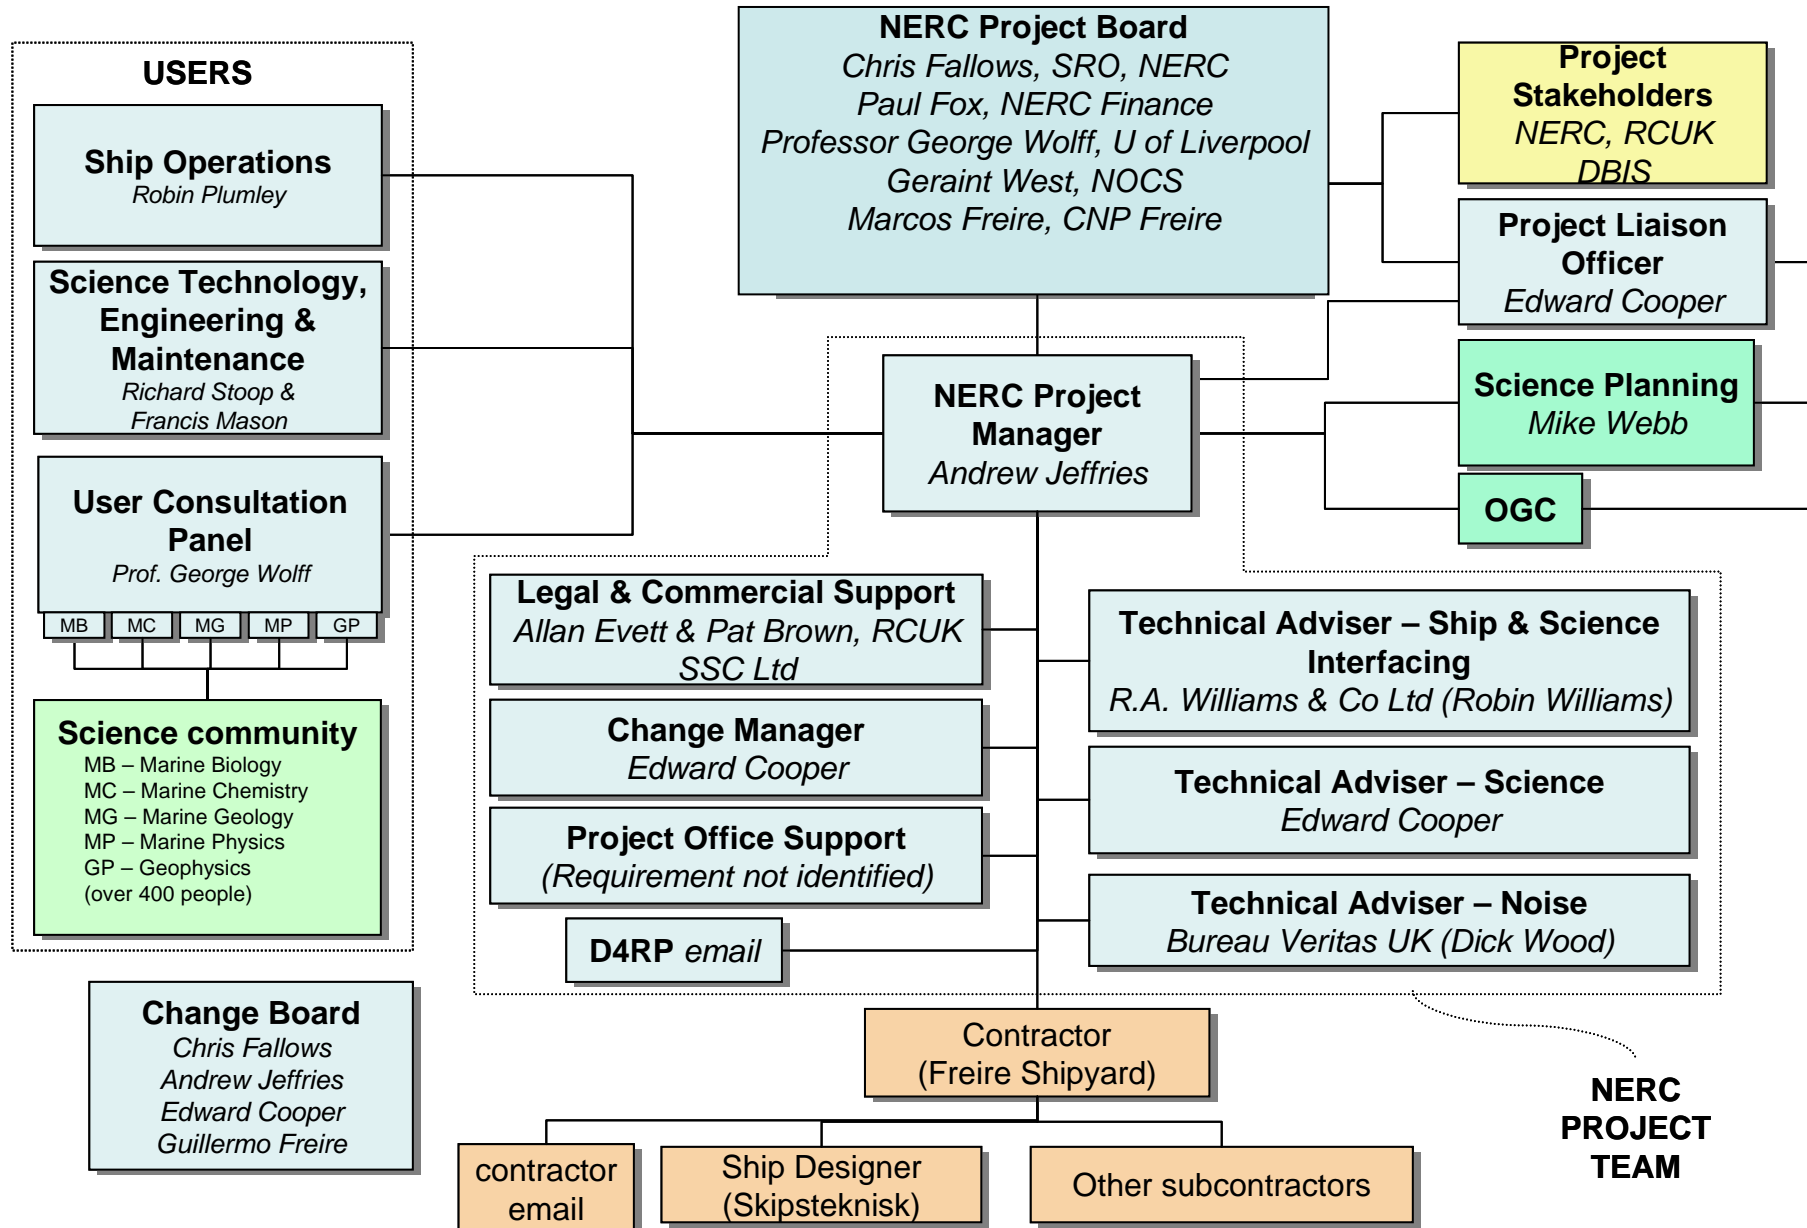 NERC Project Board
Chris Fallows, SRO, NERC
Paul Fox, NERC Finance
Professor George Wolff, U of Liverpool
Geraint West, NOCS
Marcos Freire, CNP Freire
Project
Stakeholders
NERC, RCUK
DBIS
Project Liaison
Officer
Edward Cooper
Science Planning
Mike Webb
OGC
USERS
Ship Operations
Robin Plumley
Science Technology,
Engineering &
Maintenance
Richard Stoop &
Francis Mason
User Consultation
Panel
Prof. George Wolff
MB
MC
MG
MP
GP
Science community
MB – Marine Biology
MC – Marine Chemistry
MG – Marine Geology
MP – Marine Physics
GP – Geophysics
(over 400 people)
NERC Project
Manager
Andrew Jeffries
Legal & Commercial Support
Allan Evett & Pat Brown, RCUK
SSC Ltd
Change Manager
Edward Cooper
Project Office Support
(Requirement not identified)
D4RP email
Technical Adviser – Ship & Science
Interfacing
R.A. Williams & Co Ltd (Robin Williams)
Technical Adviser – Science
Edward Cooper
Technical Adviser – Noise
Bureau Veritas UK (Dick Wood)
Change Board
Chris Fallows
Andrew Jeffries
Edward Cooper
Guillermo Freire
Contractor
(Freire Shipyard)
NERC
PROJECT
TEAM
contractor
email
Ship Designer
(Skipsteknisk)
Other subcontractors